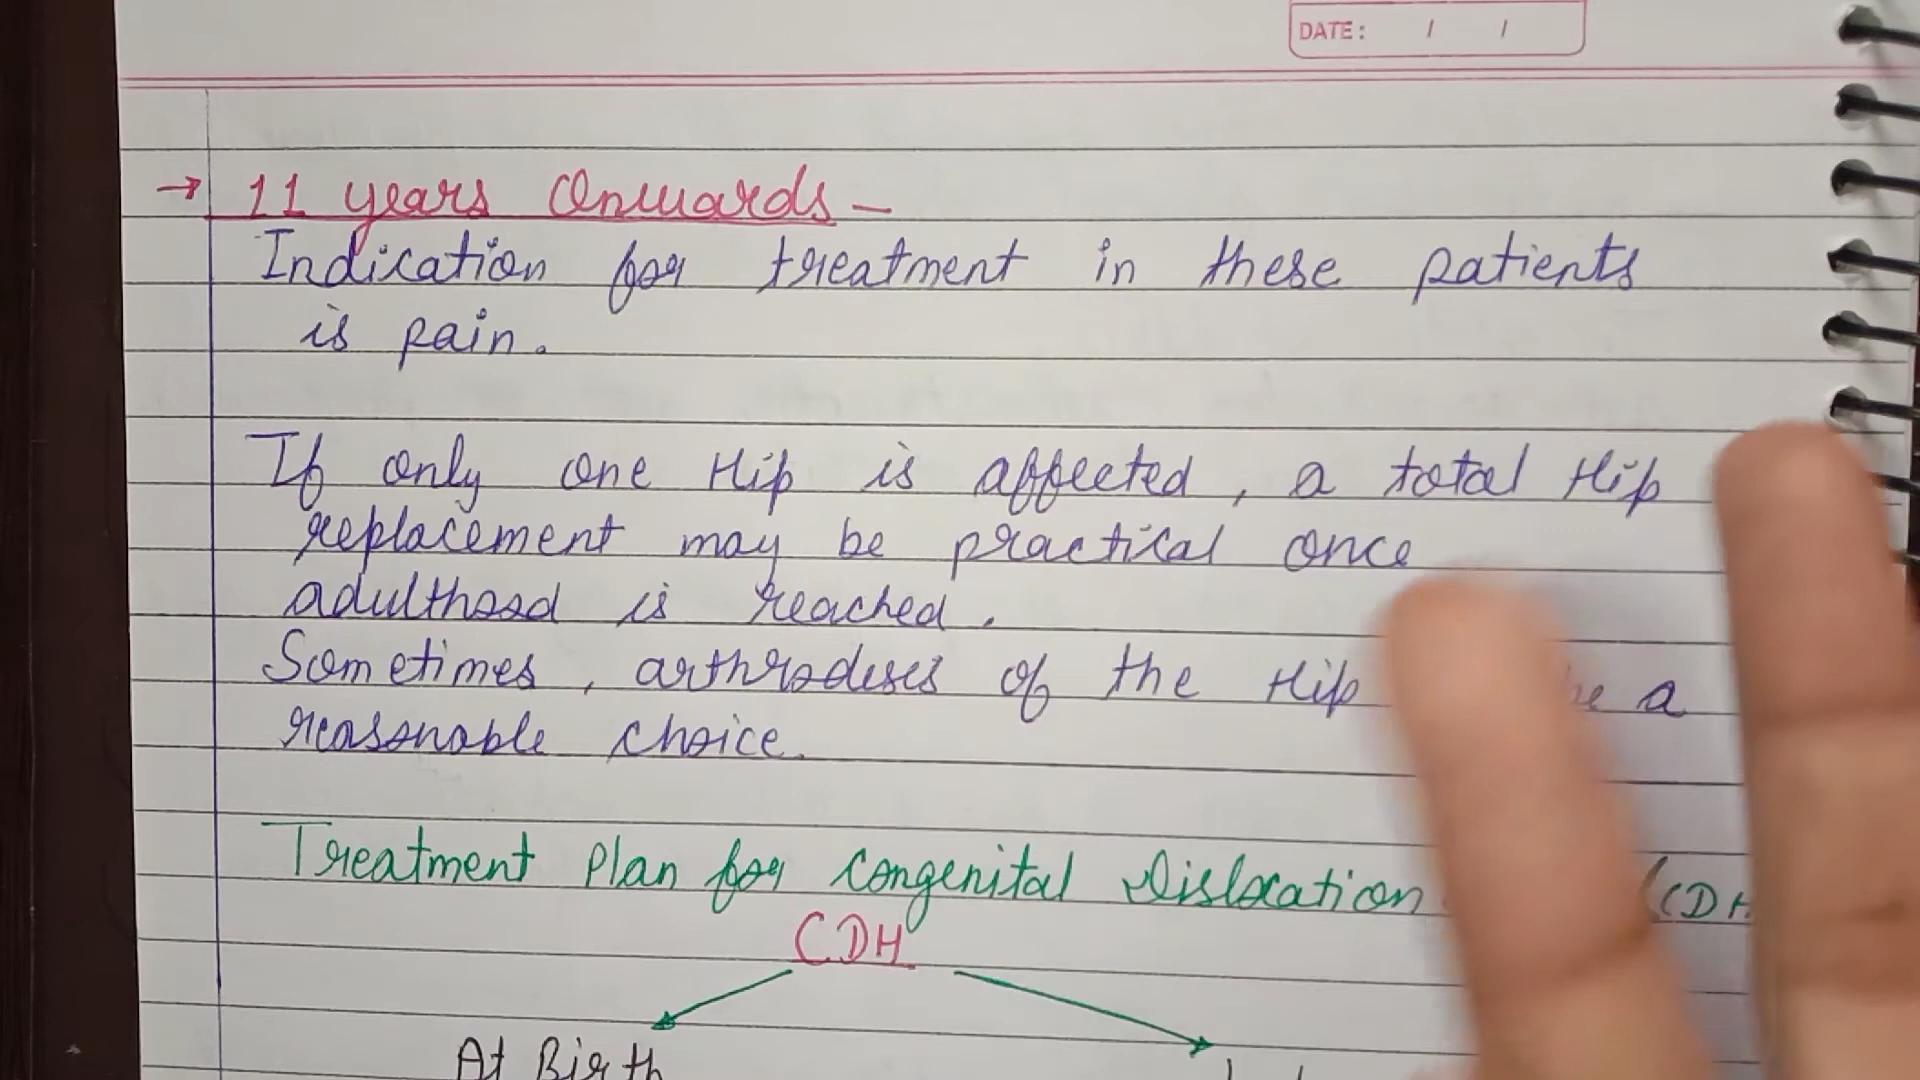 DATE: / /
→ 11 years Onwards –
Indication for treatment in these patients
is pain.
If only one Hip is affected, a total Hip
replacement may be practical once
adulthood is reached.
Sometimes, arthrodeses of the Hip be a
reasonable choice.
Treatment Plan for Congenital Dislocation (CDH
CDH
At Birth